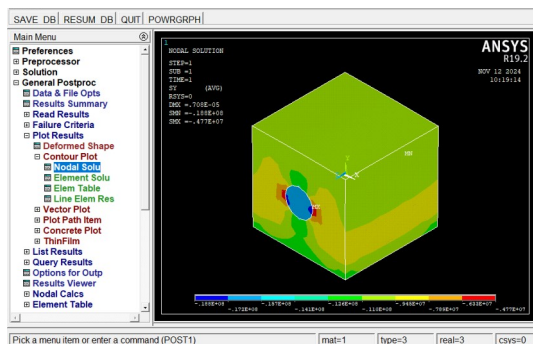 SAVE DB RESUM DB QUIT POWRGRPH
Main Menu
Preferences
Preprocessor
Solution
General Postproc
Data & File Opts
Results Summary
Read Results
Failure Criteria
Plot Results
Deformed Shape
Contour Plot
Nodal Solu
Element Solu
Elem Table
Line Elem Res
Vector Plot
Plot Path Item
Concrete Plot
ThinFilm
List Results
Query Results
Options for Outp
Results Viewer
Nodal Calcs
Element Table
1
NODAL SOLUTION
STEP=1
SUB =1
TIME=1
SY (AVG)
RSYS=0
DMX =.708E-05
SMN =-.188E+08
SMX =-.477E+07
ANSYS
R19.2
NOV 12 2024
10:19:14
MN
-.188E+08 -.157E+08 -.126E+08 -.945E+07 -.633E+07
-.172E+08 -.141E+08 -.110E+08 -.789E+07 -.477E+07
Pick a menu item or enter a command (POST1) mat=1 type=3 real=3 csys=0